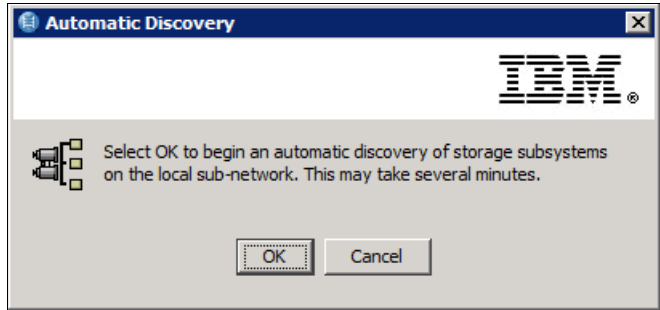 Automatic Discovery
IBM®
Select OK to begin an automatic discovery of storage subsystems
on the local sub-network. This may take several minutes.
OK
Cancel